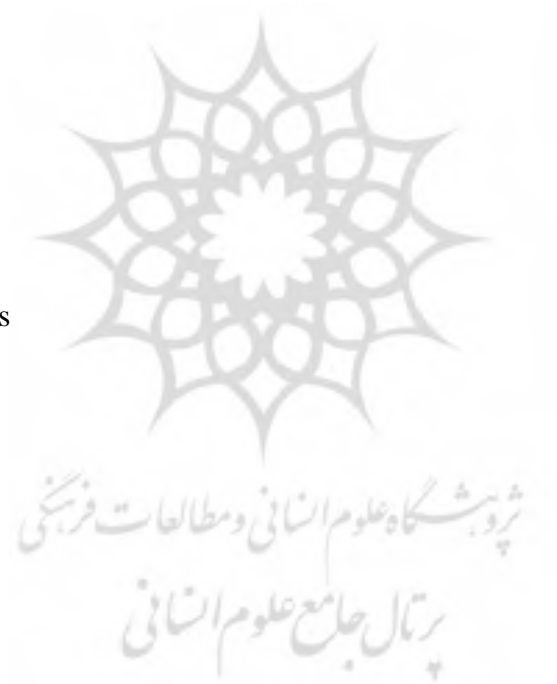 s
پژوهشگاه علوم انسانی و مطالعات فرهنگی
پرتال جامع علوم انسانی